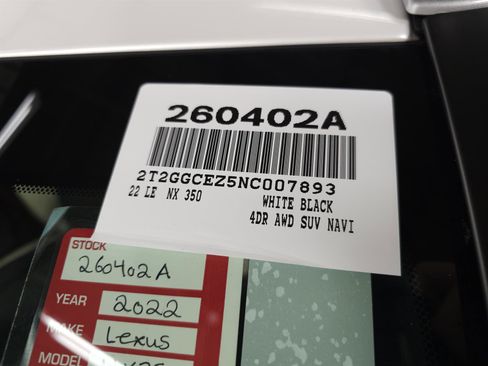 260402A
2T2GGCEZ5NC007893
22 LE NX 350 WHITE BLACK
4DR AWD SUV NAVI
STOCK
260402A
YEAR 2022
MAKE Lexus
MODEL